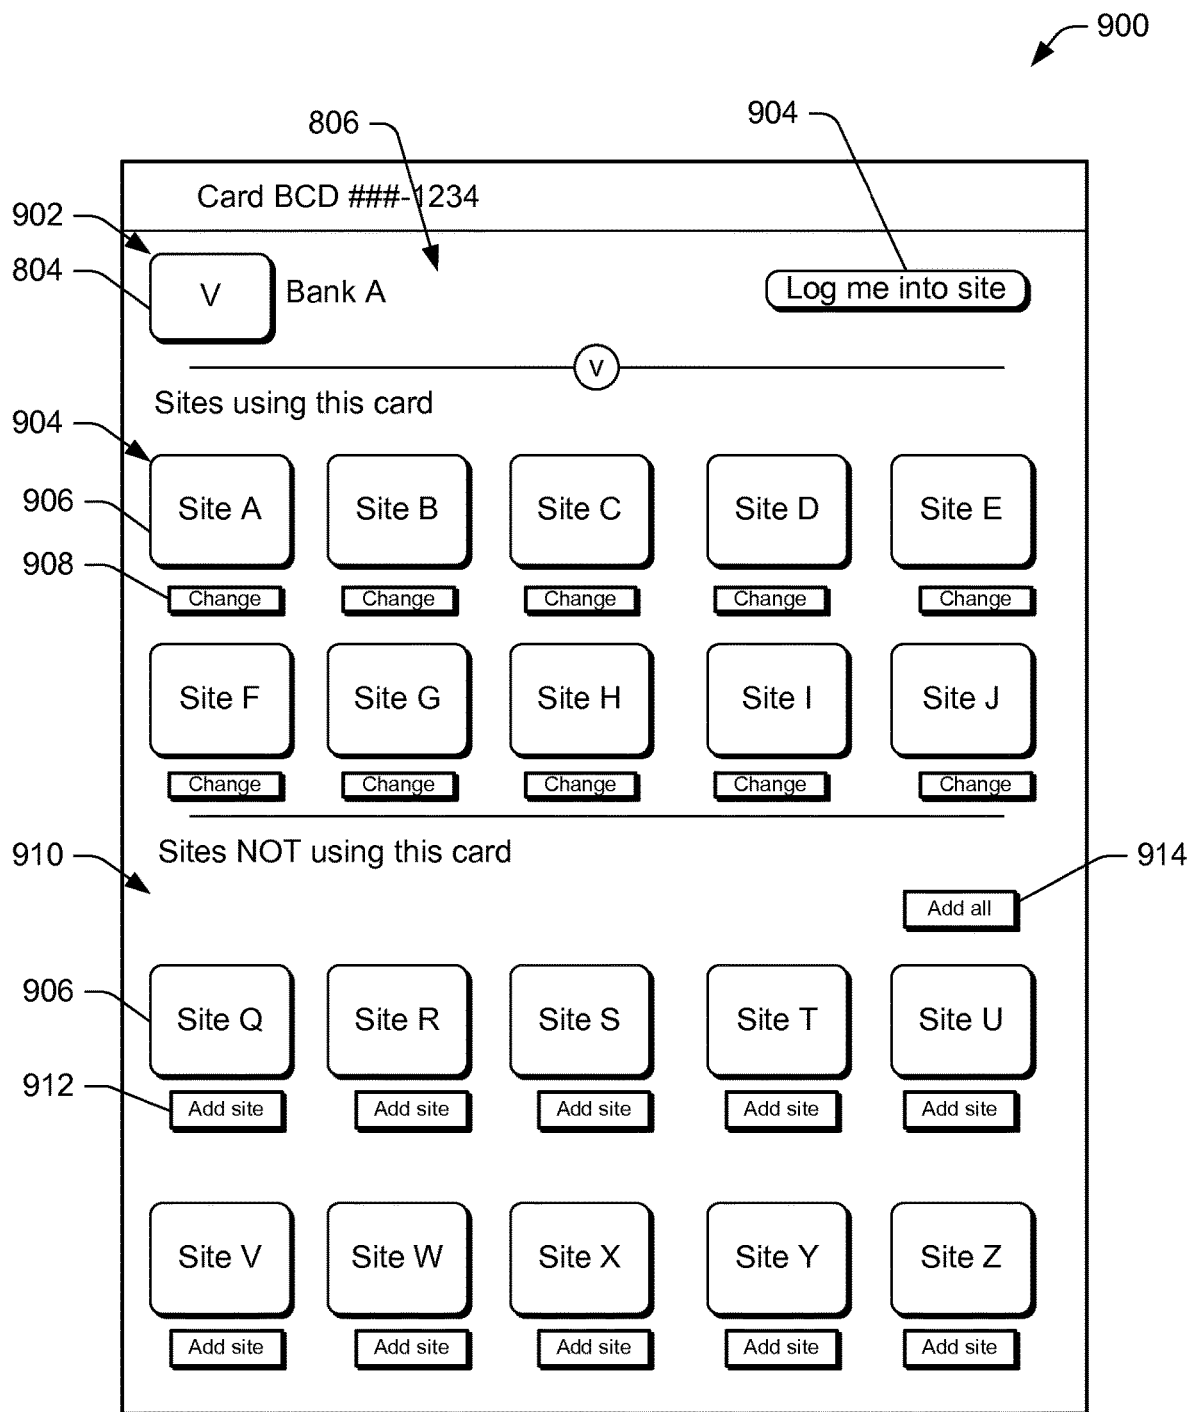 900
806
904
Card BCD ###-1234
902
804
V
Bank A
Log me into site
V
Sites using this card
904
906
Site A Site B Site C Site D Site E
908
Change Change Change Change Change
Site F Site G Site H Site I Site J
Change Change Change Change Change
Sites NOT using this card
910
914
Add all
906
Site Q Site R Site S Site T Site U
912
Add site Add site Add site Add site Add site
Site V Site W Site X Site Y Site Z
Add site Add site Add site Add site Add site